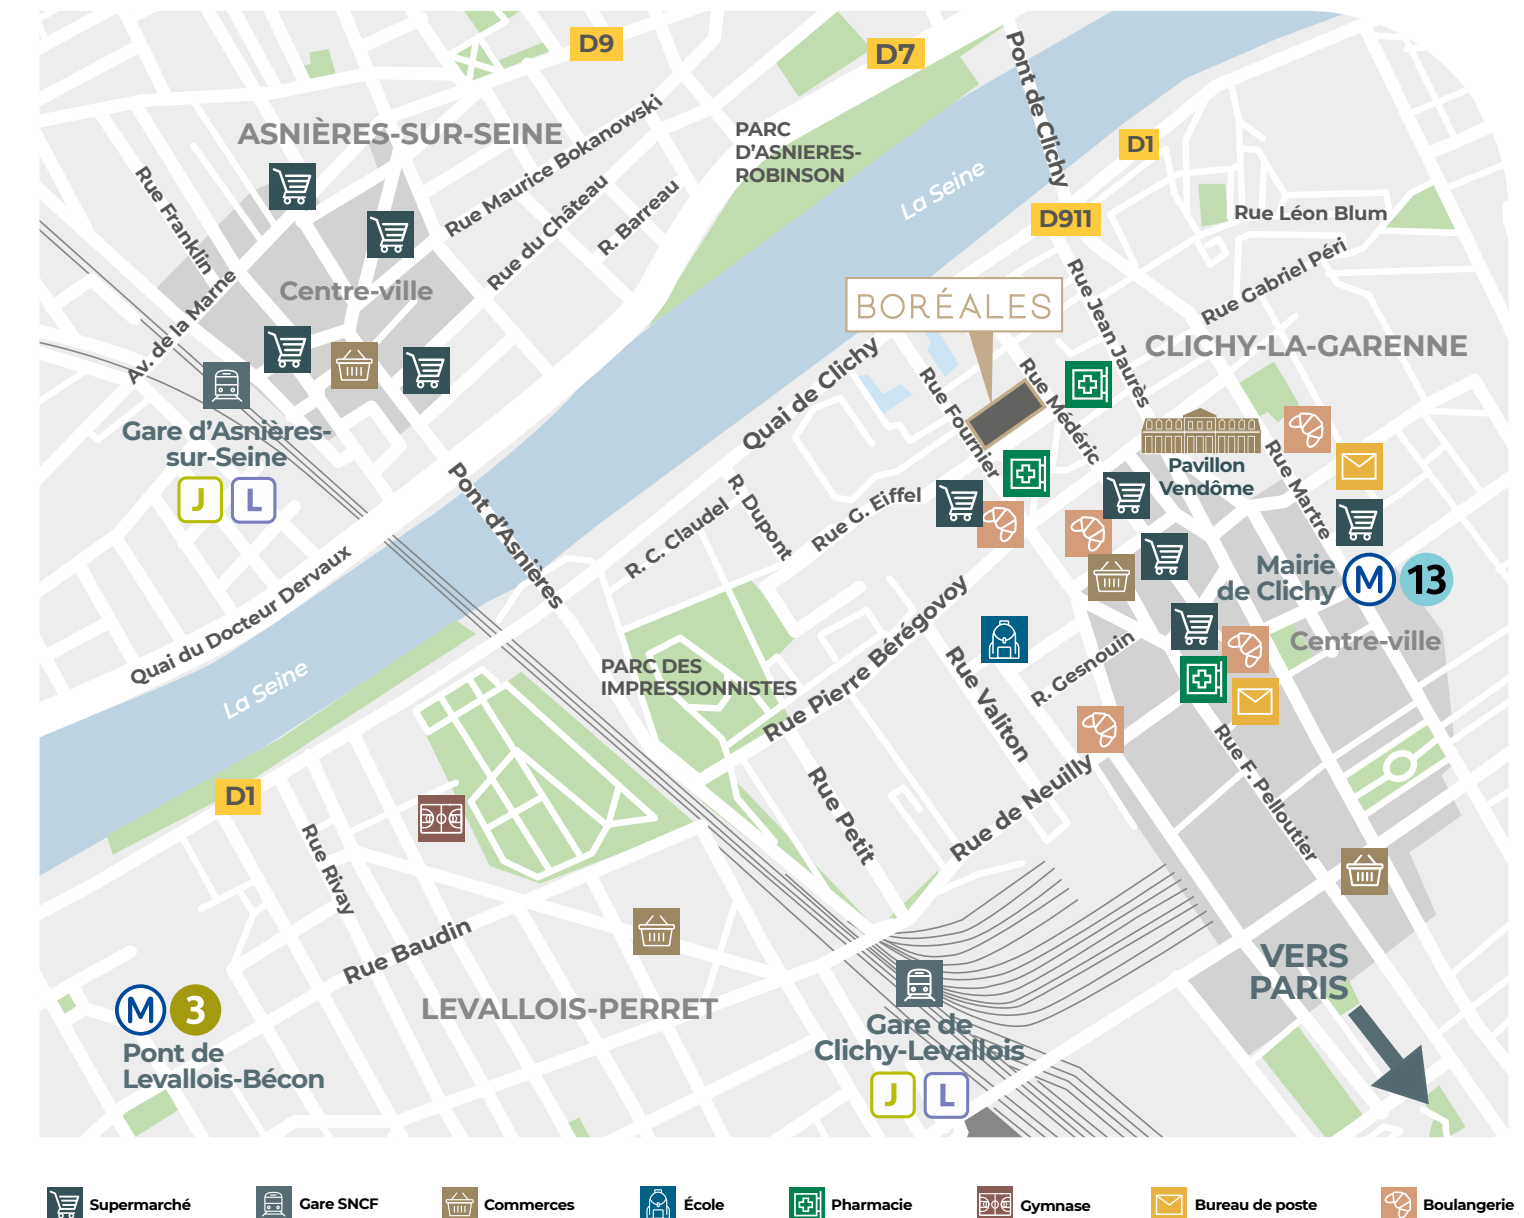 D9
D7
Pont de Clichy
ASNIÈRES-SUR-SEINE
Rue Maurice Bokanowski
PARC
D'ASNIERES-
ROBINSON
D1
La Seine
Rue Franklin
Rue du Château
R. Barreau
D911
Rue Léon Blum
Rue Gabriel Péri
Centre-ville
Av. de la Marne
BORÉALES
Rue Jean Jaurès
CLICHY-LA-GARENNE
Quai de Clichy
Rue Fournier
Rue Médéric
Gare d'Asnières-
sur-Seine
J
L
Pavillon
Vendôme
Rue Martre
Pont d'Asnières
R. C. Claudel
R. Dupont
Rue G. Eiffel
Quai du Docteur Dervaux
Mairie
de Clichy
M
13
La Seine
PARC DES
IMPRESSIONNISTES
Rue Pierre Bérégovoy
Rue Valiton
R. Gesnouin
Centre-ville
D1
Rue Petit
Rue de Neuilly
Rue F. Pelloutier
Rue Rivay
Rue Baudin
VERS
PARIS
M
3
Pont de
Levallois-Bécon
LEVALLOIS-PERRET
Gare de
Clichy-Levallois
J
L
Supermarché
Gare SNCF
Commerces
École
Pharmacie
Gymnase
Bureau de poste
Boulangerie